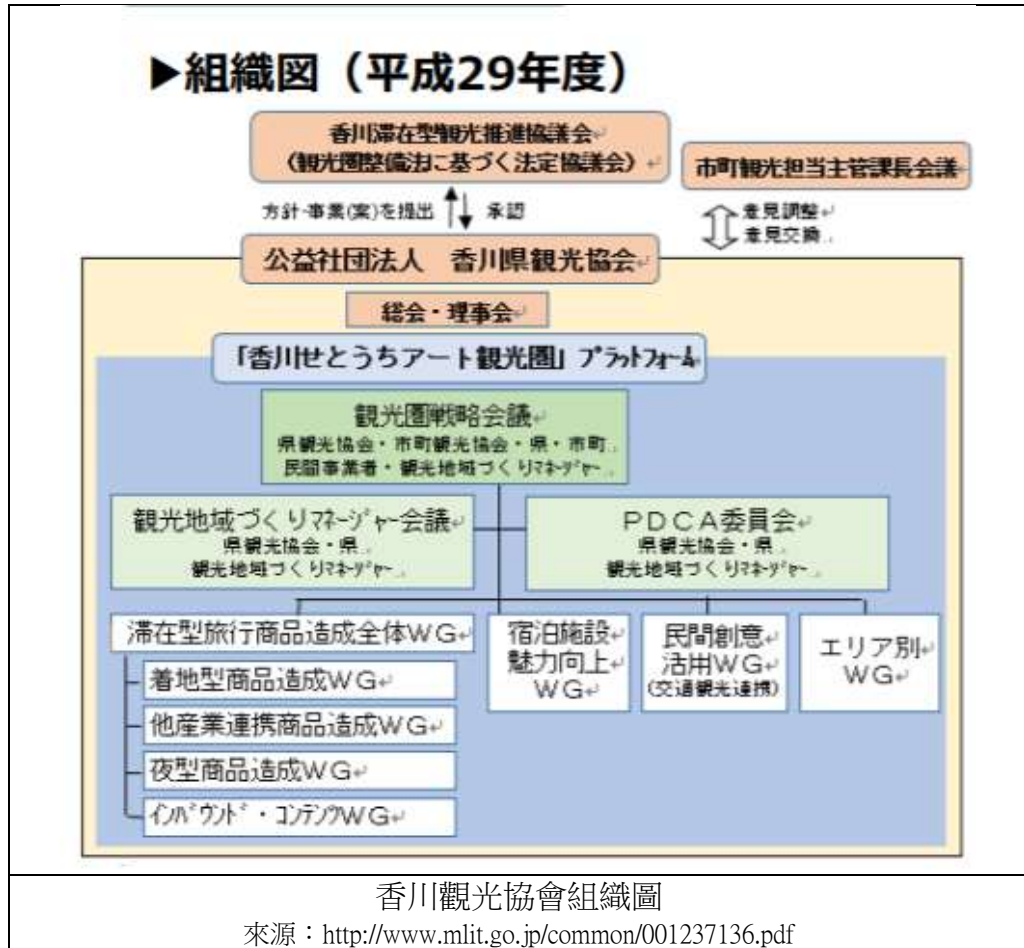 ▶組織図（平成29年度）
香川滞在型観光推進協議会
（観光圏整備法に基づく法定協議会）
市町観光担当主管課長会議
方針・事業(案)を提出
承認
意見調整
意見交換
公益社団法人　香川県観光協会
総会・理事会
「香川せとうちアート観光圏」プラットフォーム
観光圏戦略会議
県観光協会・市町観光協会・県・市町
民間事業者・観光地域づくりマネージャー
観光地域づくりマネージャー会議
県観光協会・県
観光地域づくりマネージャー
ＰＤＣＡ委員会
県観光協会・県
観光地域づくりマネージャー
滞在型旅行商品造成全体ＷＧ
着地型商品造成ＷＧ
他産業連携商品造成ＷＧ
夜型商品造成ＷＧ
インバウンド・コンテンツＷＧ
宿泊施設
魅力向上
ＷＧ
民間創意
活用ＷＧ
(交通観光連携)
エリア別
ＷＧ
香川觀光協會組織圖
來源：http://www.mlit.go.jp/common/001237136.pdf